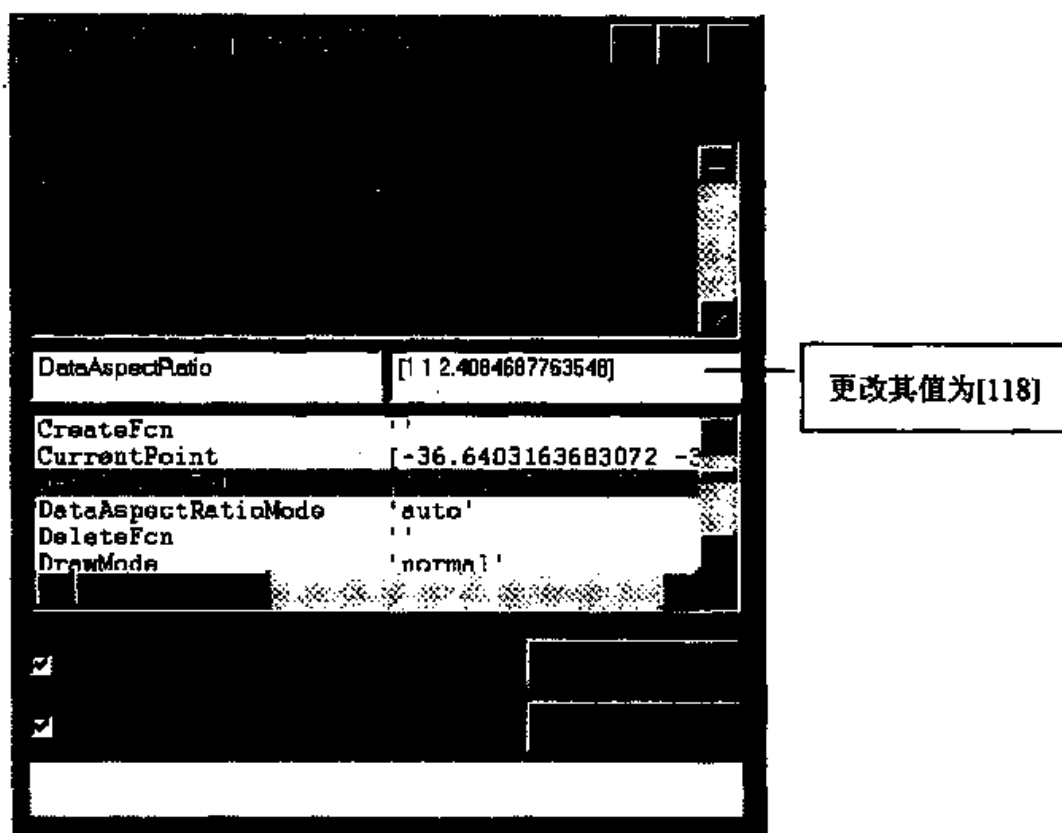 DataAspectRatio [1 1 2.4084687763548]
更改其值为[118]
CreateFcn ' '
CurrentPoint [-36.6403163683072 -3
DataAspectRatioMode 'auto'
DeleteFcn ' '
DrawMode 'normal'